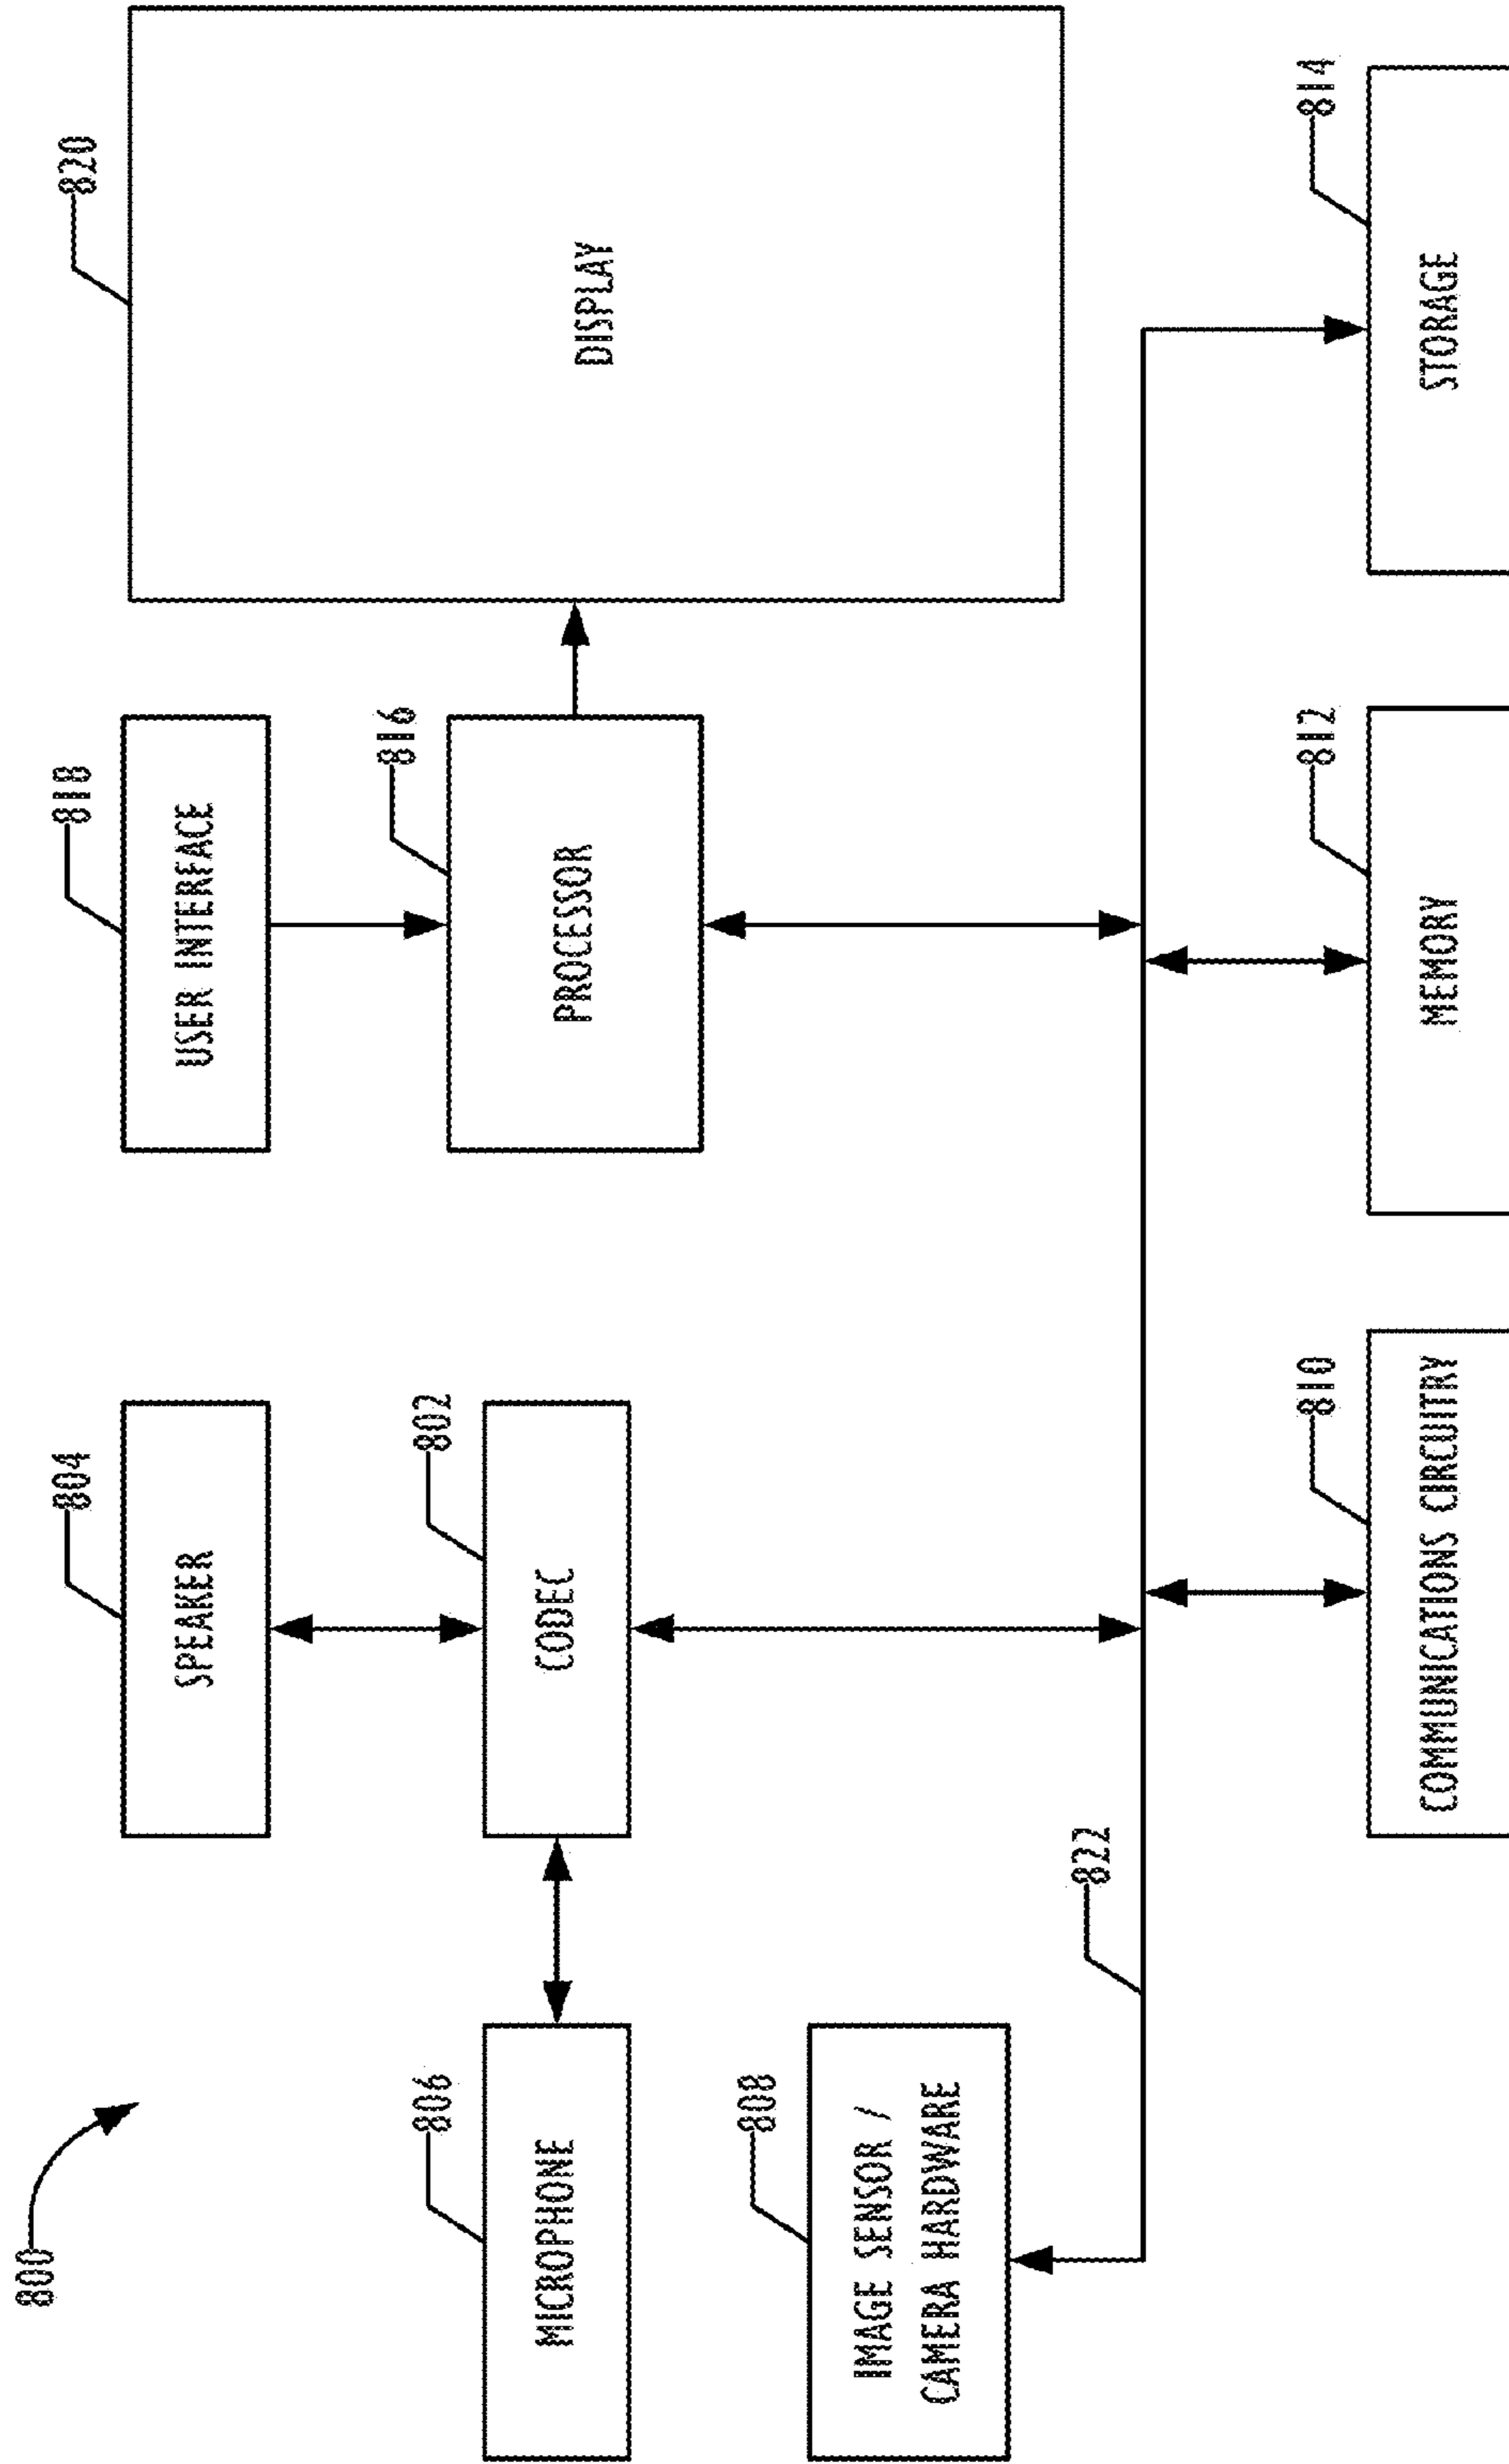 800
804
SPEAKER
818
USER INTERFACE
820
DISPLAY
806
MICROPHONE
802
CODEC
816
PROCESSOR
808
IMAGE SENSOR /
CAMERA HARDWARE
822
810
COMMUNICATIONS CIRCUITRY
812
MEMORY
814
STORAGE